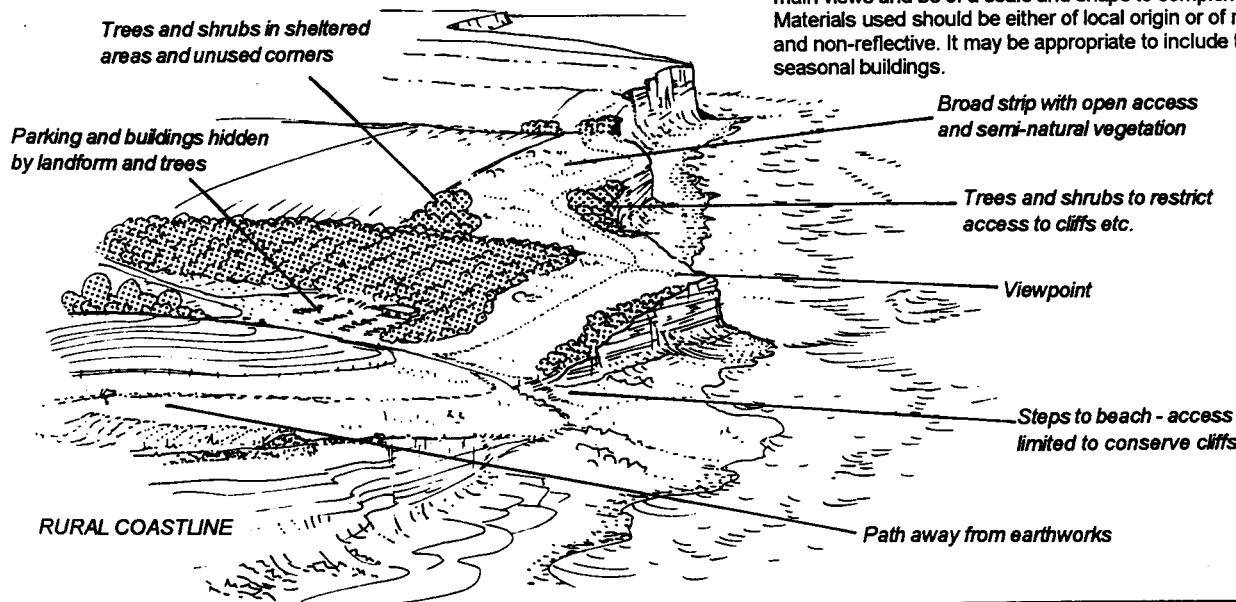 main views and be of a scale and shape to complem
Materials used should be either of local origin or of
and non-reflective. It may be appropriate to include
seasonal buildings.
Trees and shrubs in sheltered
areas and unused corners
Broad strip with open access
and semi-natural vegetation
Parking and buildings hidden
by landform and trees
Trees and shrubs to restrict
access to cliffs etc.
Viewpoint
Steps to beach - access
limited to conserve cliffs
RURAL COASTLINE
Path away from earthworks